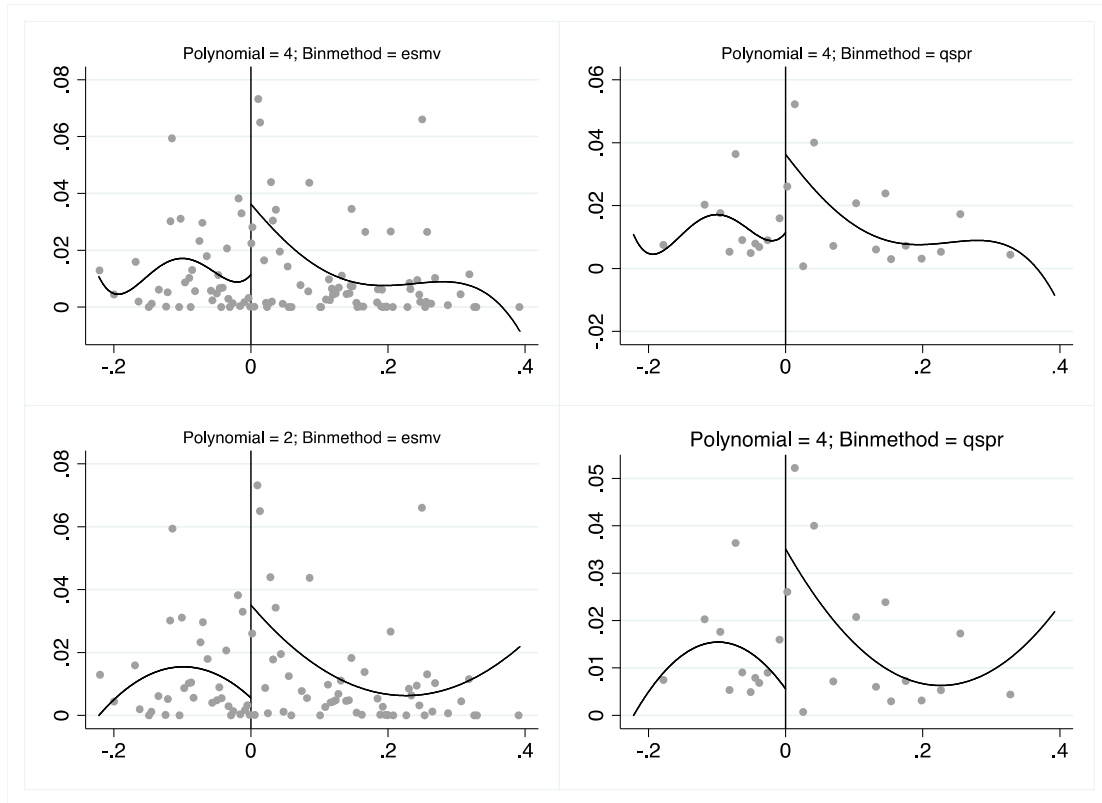 Polynomial = 4; Binmethod = esmv
.08
.06
.04
.02
0
-.2 0 .2 .4
Polynomial = 4; Binmethod = qspr
.06
.04
.02
0
-.02
-.2 0 .2 .4
Polynomial = 2; Binmethod = esmv
.08
.06
.04
.02
0
-.2 0 .2 .4
Polynomial = 4; Binmethod = qspr
.05
.04
.03
.02
.01
0
-.2 0 .2 .4